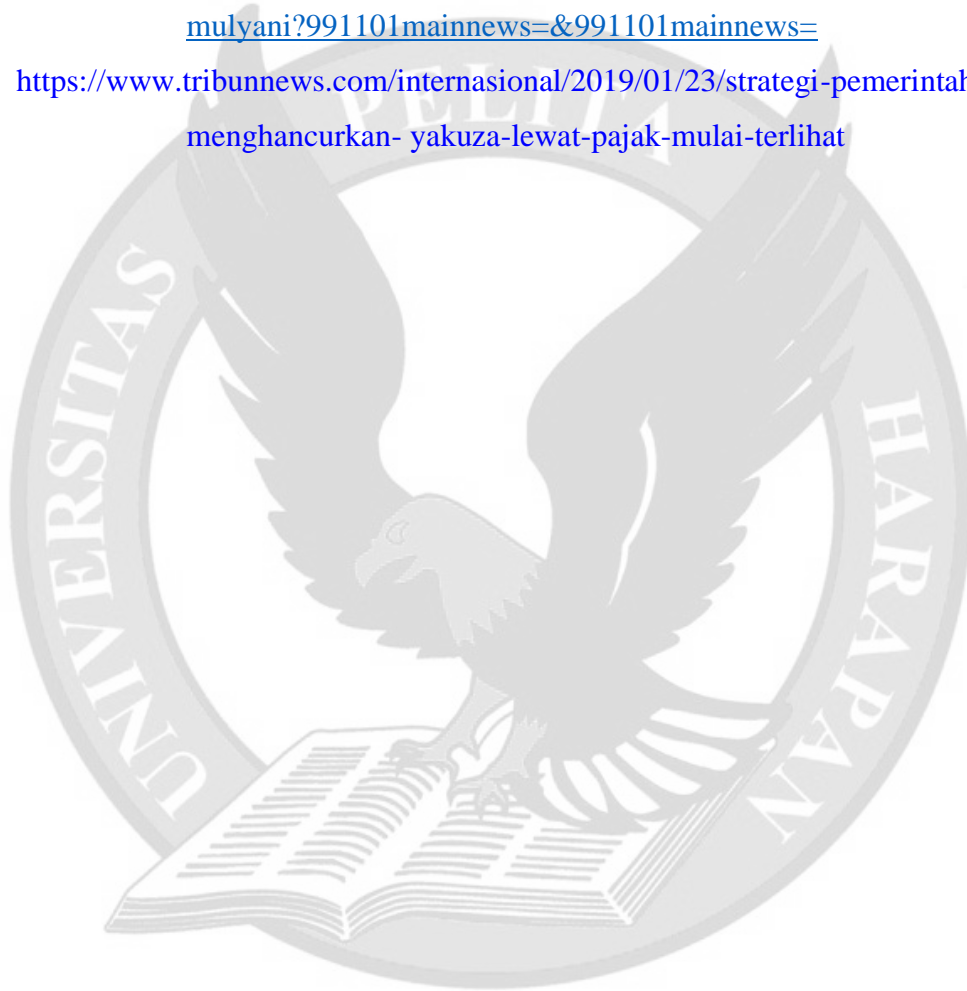 mulyani?991101mainnews=&991101mainnews=
https://www.tribunnews.com/internasional/2019/01/23/strategi-pemerintah
menghancurkan- yakuza-lewat-pajak-mulai-terlihat
UNIVERSITAS PELITA HARAPAN